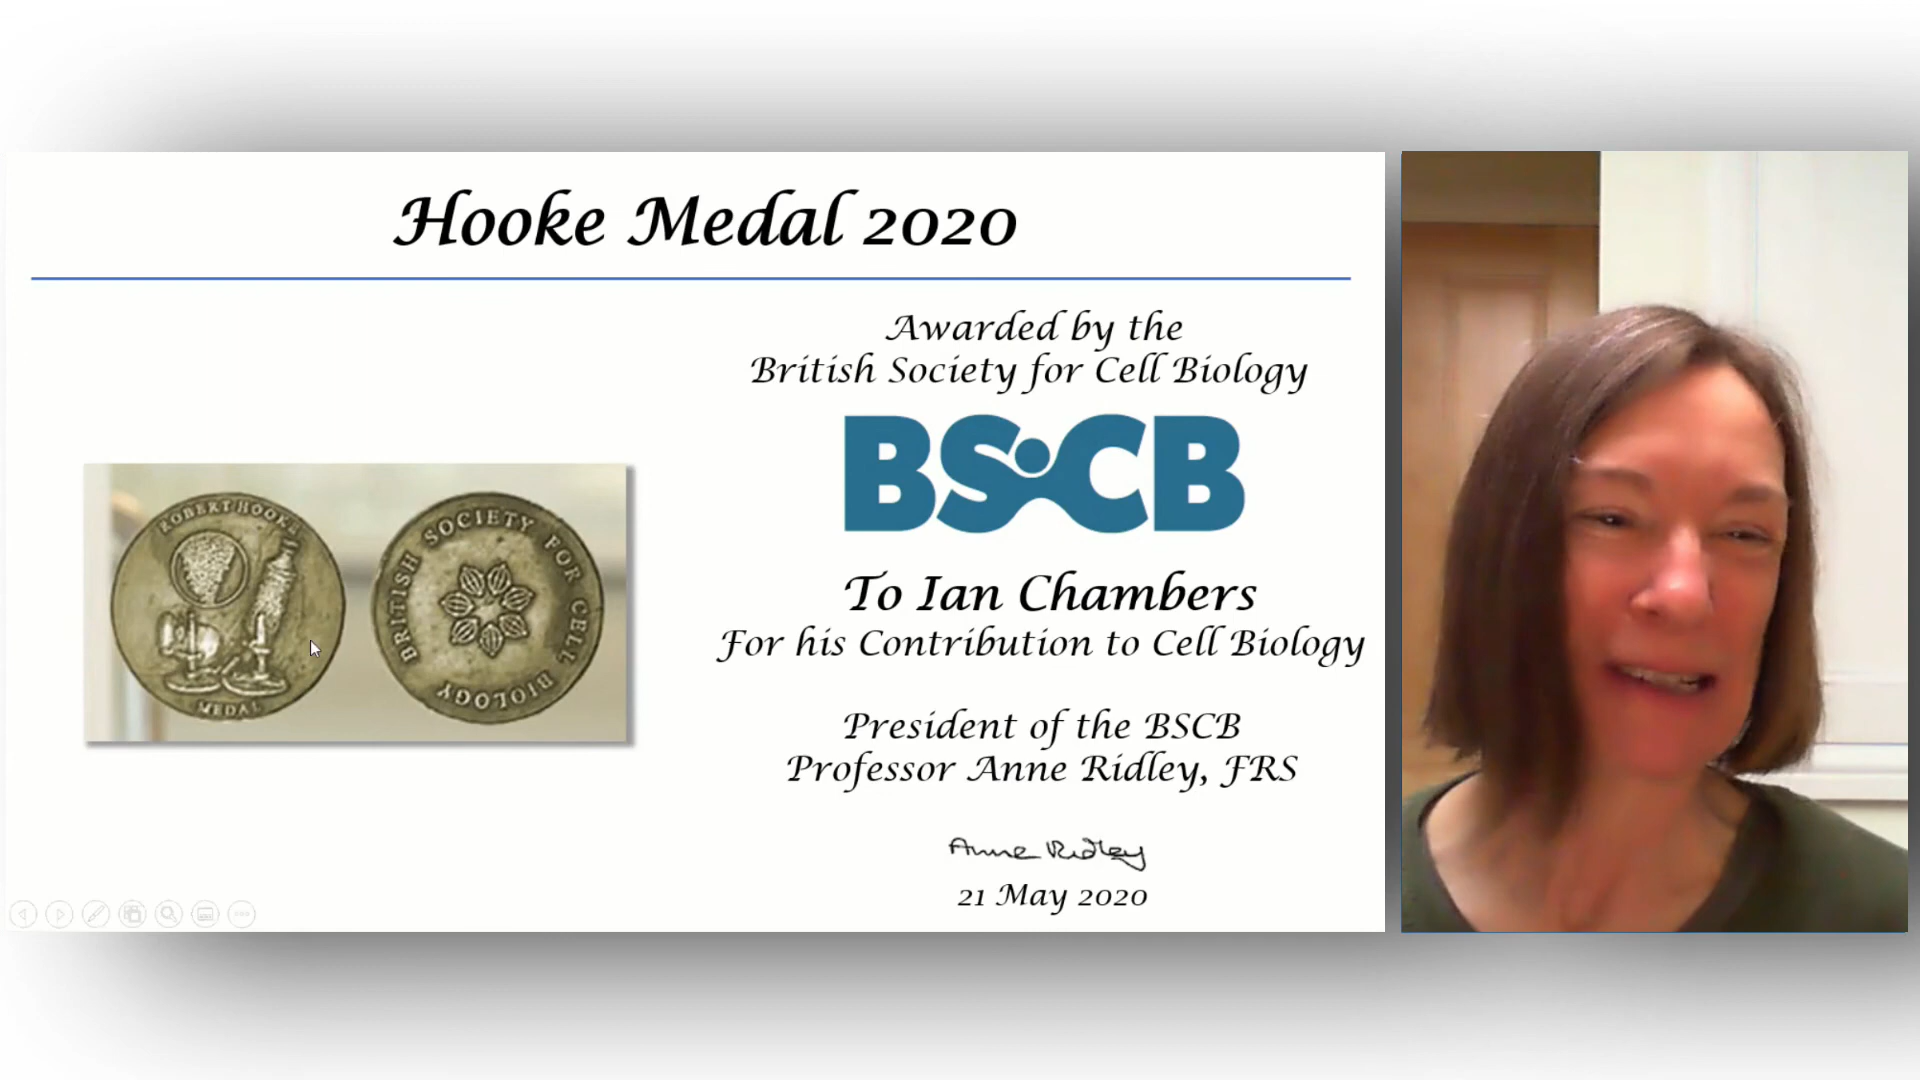 Hooke Medal 2020
Awarded by the
British Society for Cell Biology
BSCB
To Ian Chambers
For his Contribution to Cell Biology
President of the BSCB
Professor Anne Ridley, FRS
Anne Ridley
21 May 2020
ROBERT HOOKE
MEDAL
BRITISH SOCIETY FOR CELL BIOLOGY